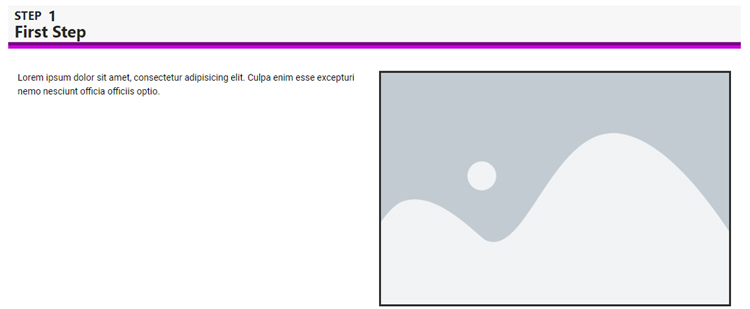 STEP 1
First Step
Lorem ipsum dolor sit amet, consectetur adipisicing elit. Culpa enim esse excepturi
nemo nesciunt officia officiis optio.